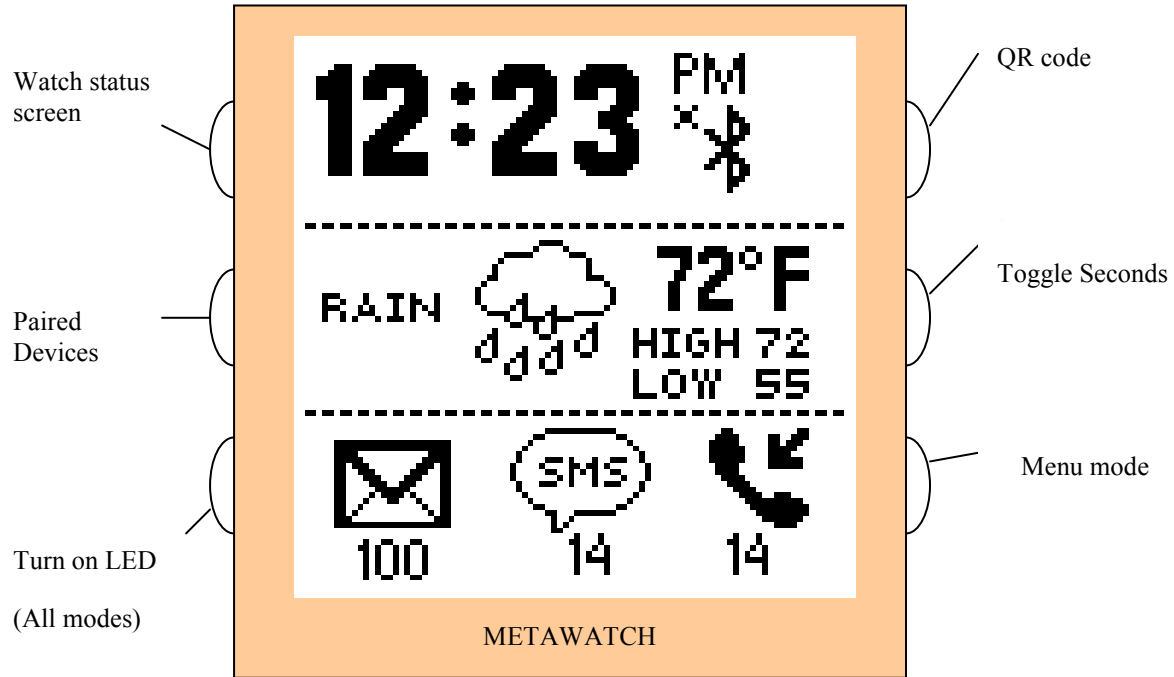 Watch status
screen
Paired
Devices
Turn on LED
(All modes)
12:23 PM
RAIN
72°F
HIGH 72
LOW 55
SMS
100
14
14
METAWATCH
QR code
Toggle Seconds
Menu mode